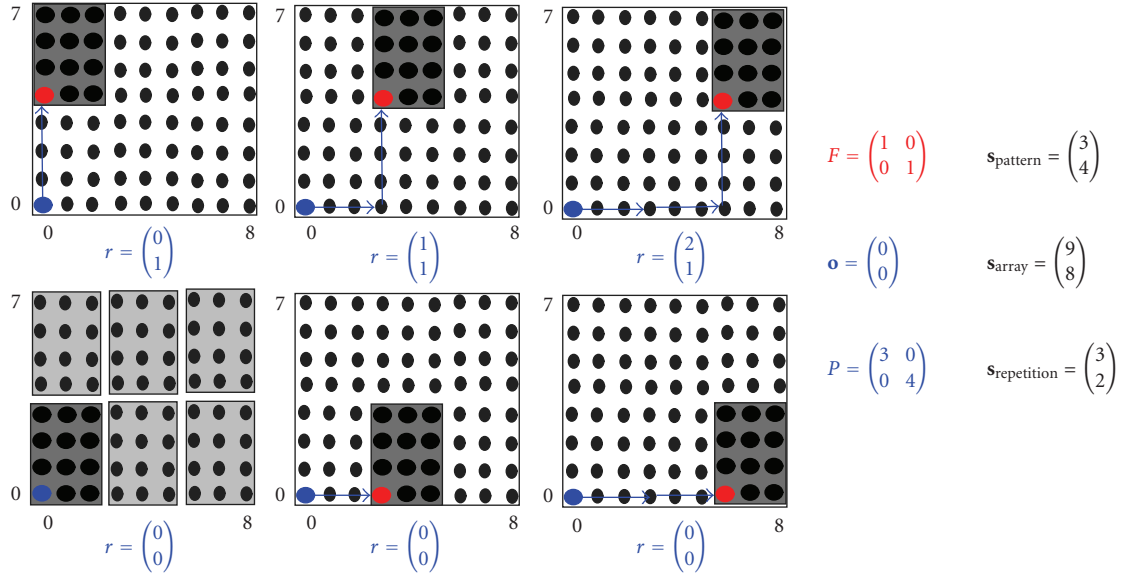 7 7 7
0 0 0
0 8 0 8 0 8
r = (0 1) r = (1 1) r = (2 1)
7 7 7
0 0 0
0 8 0 8 0 8
r = (0 0) r = (0 0) r = (0 0)
F = (1 0 0 1) s_pattern = (3 4)
o = (0 0) s_array = (9 8)
P = (3 0 0 4) s_repetition = (3 2)